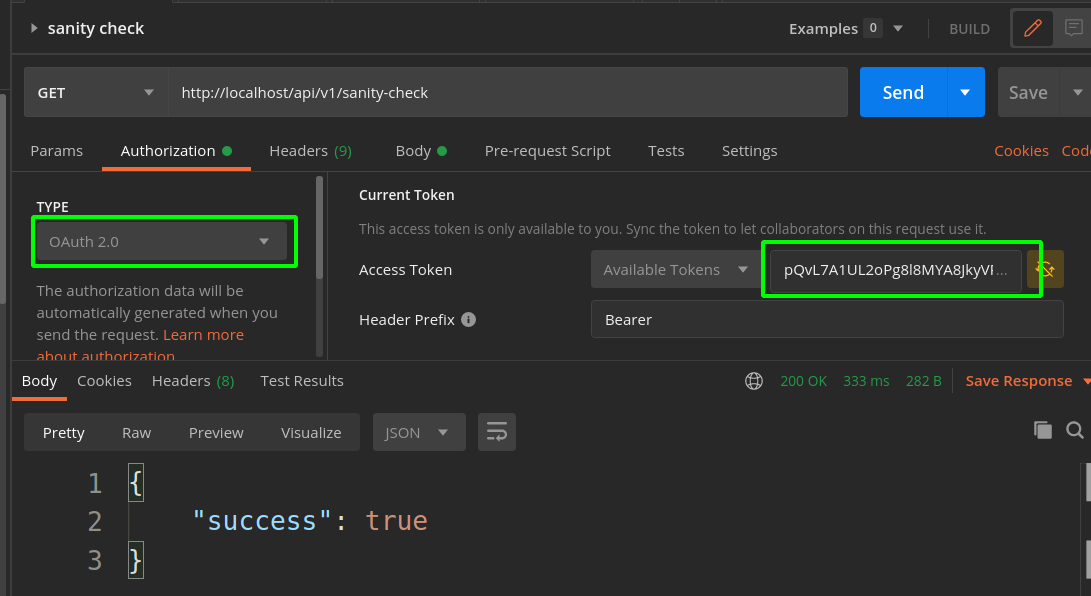 sanity check
Examples 0
BUILD
GET
http://localhost/api/v1/sanity-check
Send
Save
Params
Authorization
Headers (9)
Body
Pre-request Script
Tests
Settings
Cookies
TYPE
OAuth 2.0
The authorization data will be
automatically generated when you
send the request. Learn more
about authorization
Current Token
This access token is only available to you. Sync the token to let collaborators on this request use it.
Access Token
Available Tokens
Header Prefix
Bearer
Body
Cookies
Headers (8)
Test Results
200 OK
333 ms
282 B
Save Response
Pretty
Raw
Preview
Visualize
JSON
1 {
2 "success": true
3 }